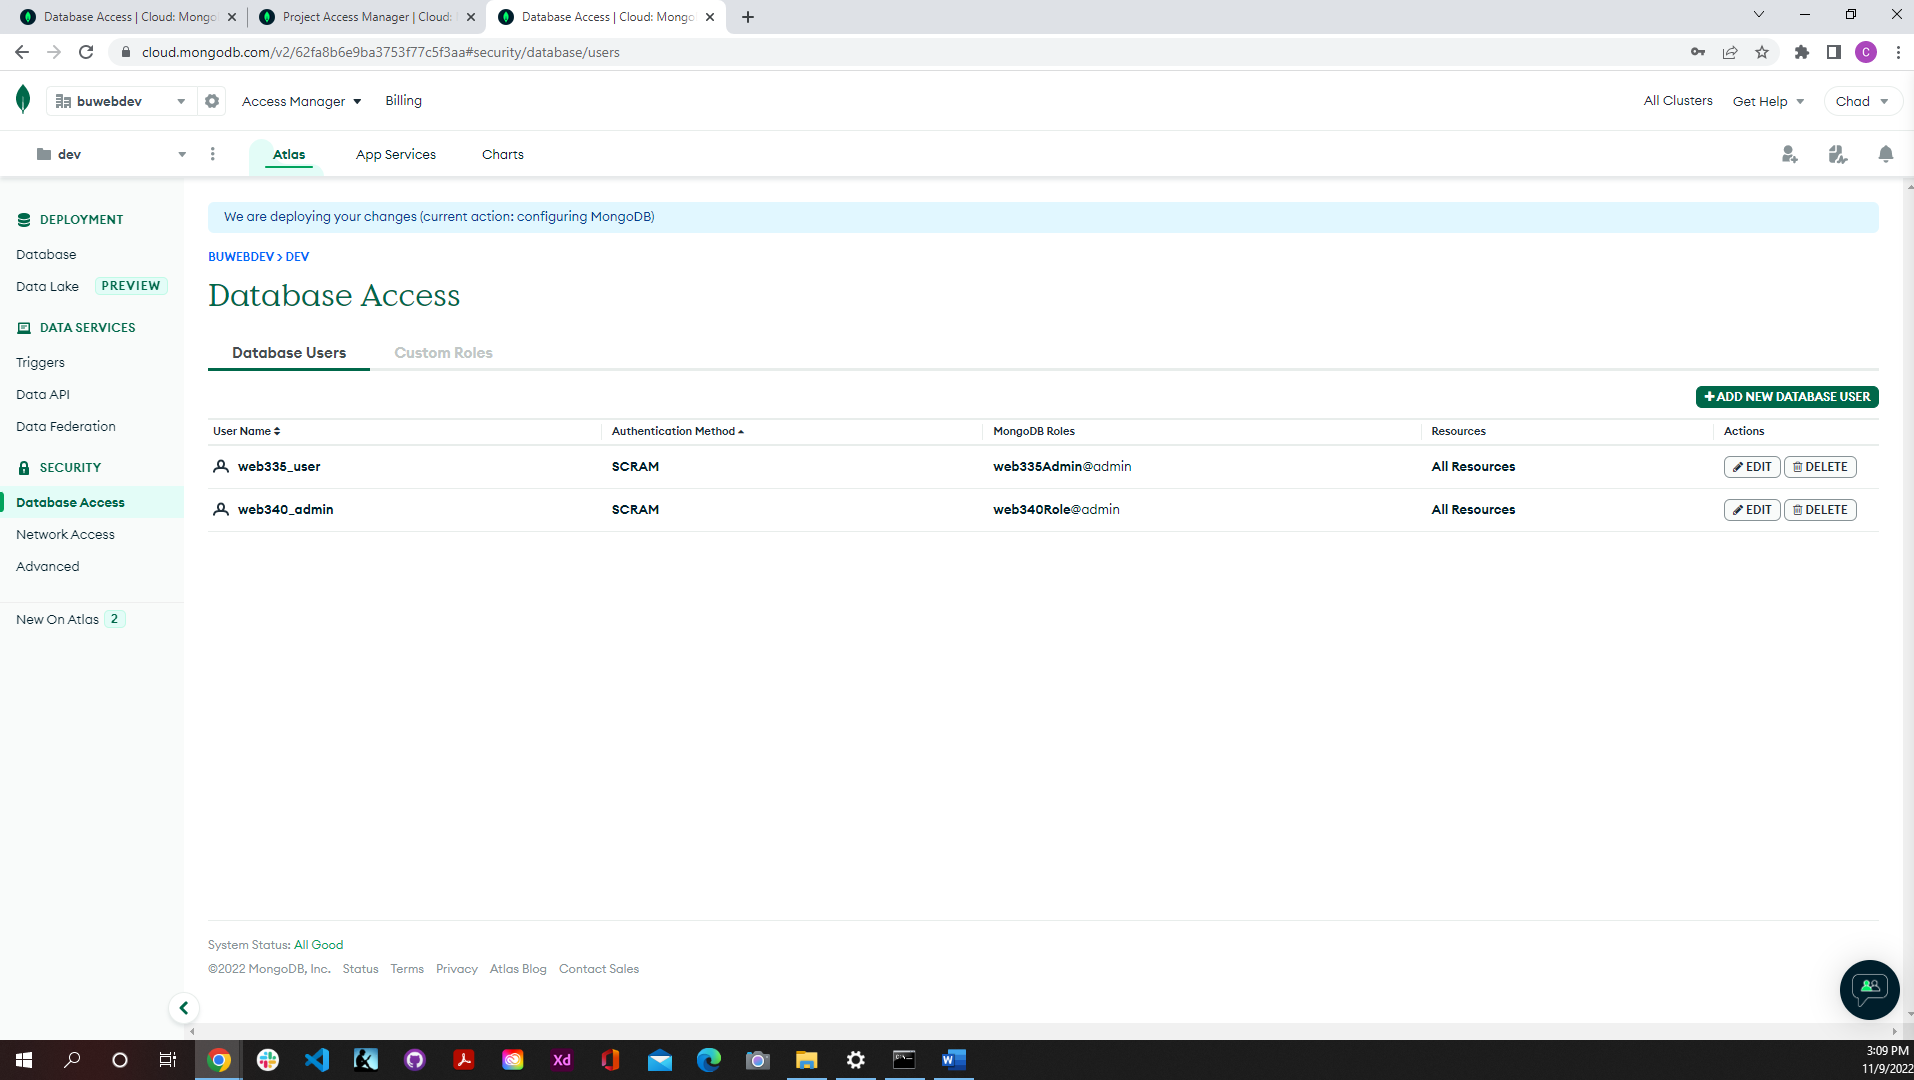 Database Access | Cloud: Mongo
Project Access Manager | Cloud:
Database Access | Cloud: Mongo
cloud.mongodb.com/v2/62fa8b6e9ba3753f77c5f3aa#security/database/users
C
buwebdev
Access Manager
Billing
All Clusters
Get Help
Chad
dev
Atlas
App Services
Charts
DEPLOYMENT
Database
Data Lake PREVIEW
DATA SERVICES
Triggers
Data API
Data Federation
SECURITY
Database Access
Network Access
Advanced
New On Atlas 2
We are deploying your changes (current action: configuring MongoDB)
BUWEBDEV > DEV
Database Access
Database Users Custom Roles
+ ADD NEW DATABASE USER
User Name Authentication Method MongoDB Roles Resources Actions
web335_user SCRAM web335Admin@admin All Resources EDIT DELETE
web340_admin SCRAM web340Role@admin All Resources EDIT DELETE
System Status: All Good
©2022 MongoDB, Inc. Status Terms Privacy Atlas Blog Contact Sales
Xd
W
3:09 PM
11/9/2022